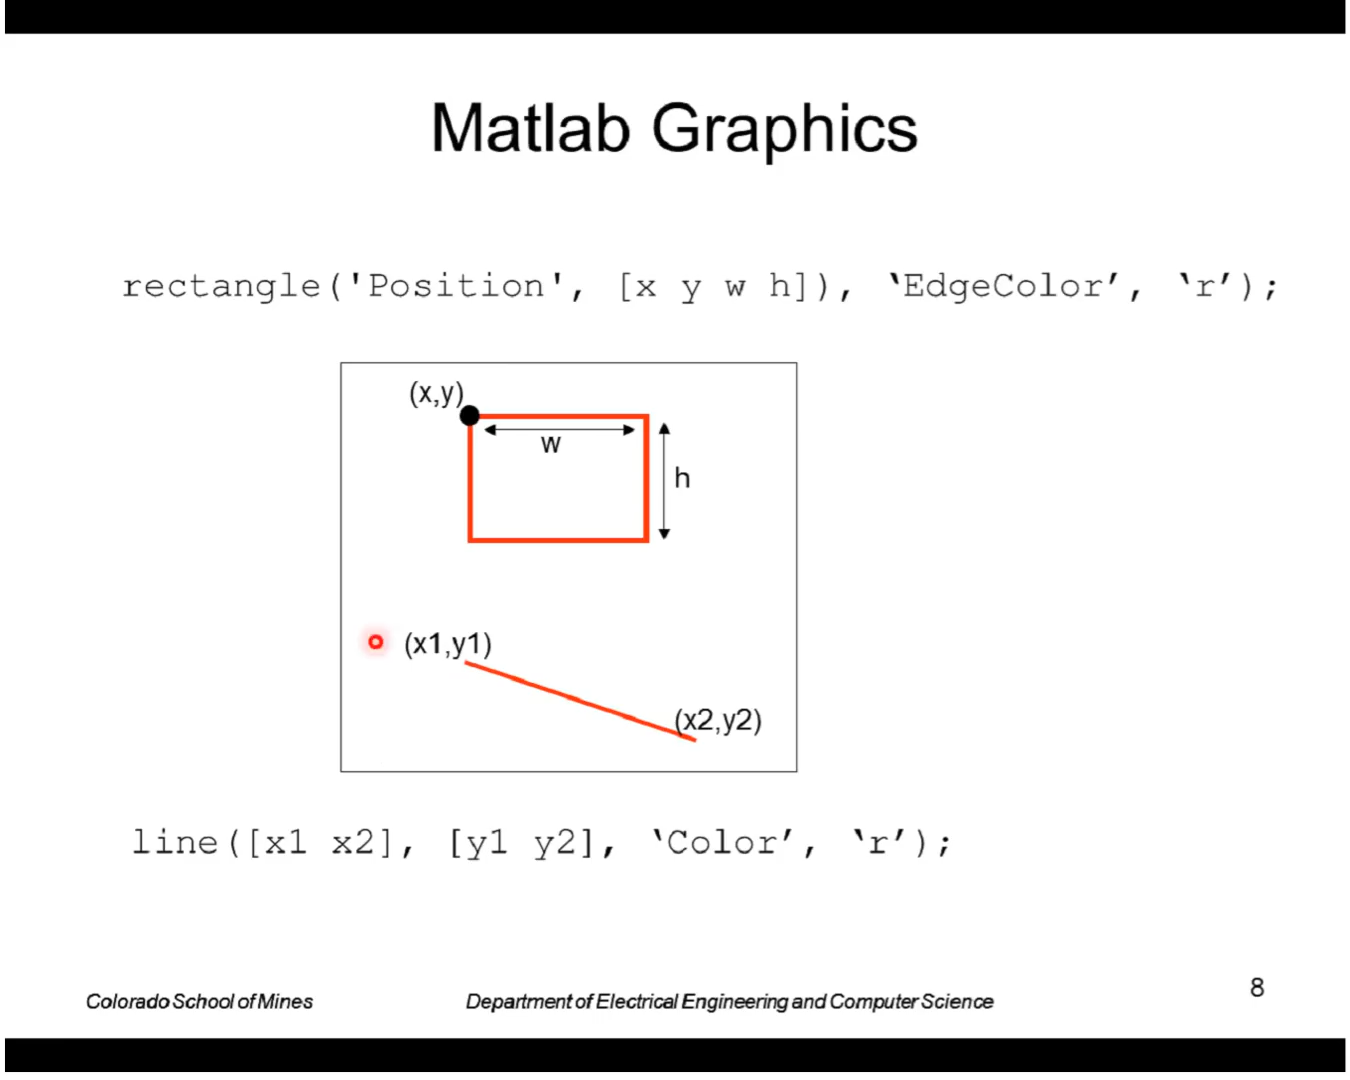 Matlab Graphics
rectangle('Position', [x y w h]), ‘EdgeColor’, ‘r’);
(x,y)
w
h
(x1,y1)
(x2,y2)
line([x1 x2], [y1 y2], ‘Color’, ‘r’);
Colorado School of Mines
Department of Electrical Engineering and Computer Science
8